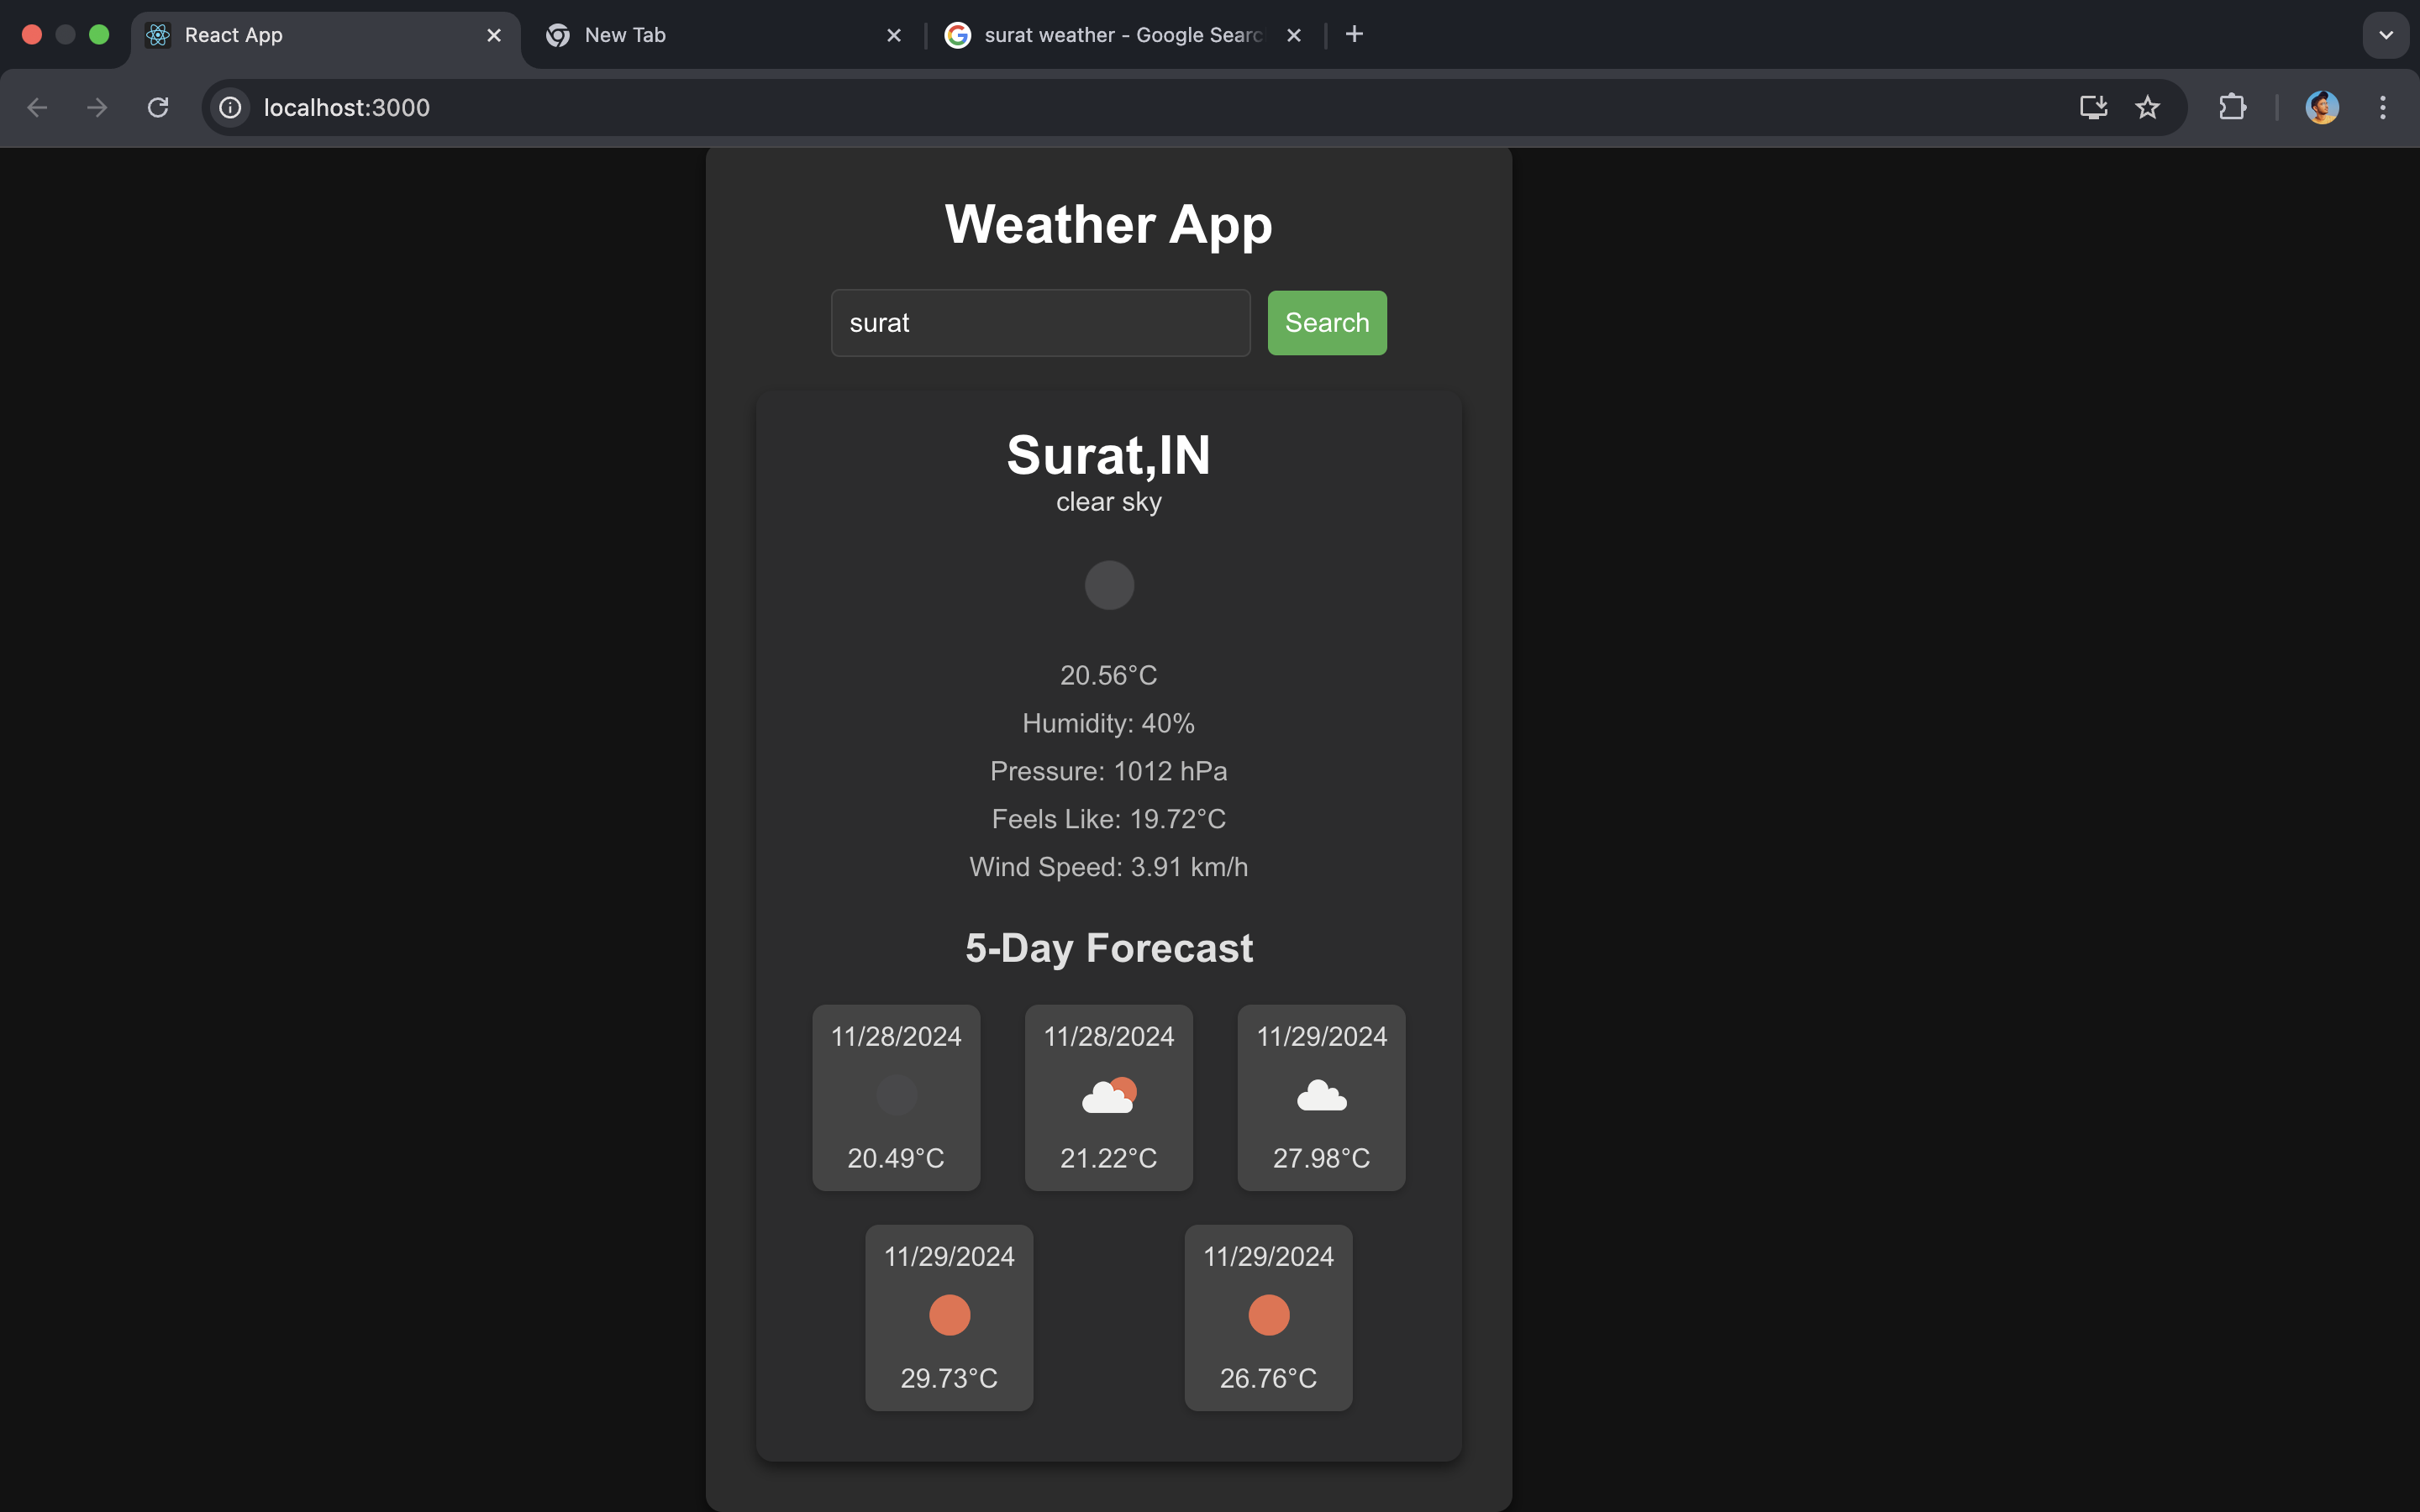 React App
New Tab
surat weather - Google Searc
localhost:3000
Weather App
surat
Search
Surat,IN
clear sky
20.56°C
Humidity: 40%
Pressure: 1012 hPa
Feels Like: 19.72°C
Wind Speed: 3.91 km/h
5-Day Forecast
11/28/2024 11/28/2024 11/29/2024
20.49°C 21.22°C 27.98°C
11/29/2024 11/29/2024
29.73°C 26.76°C